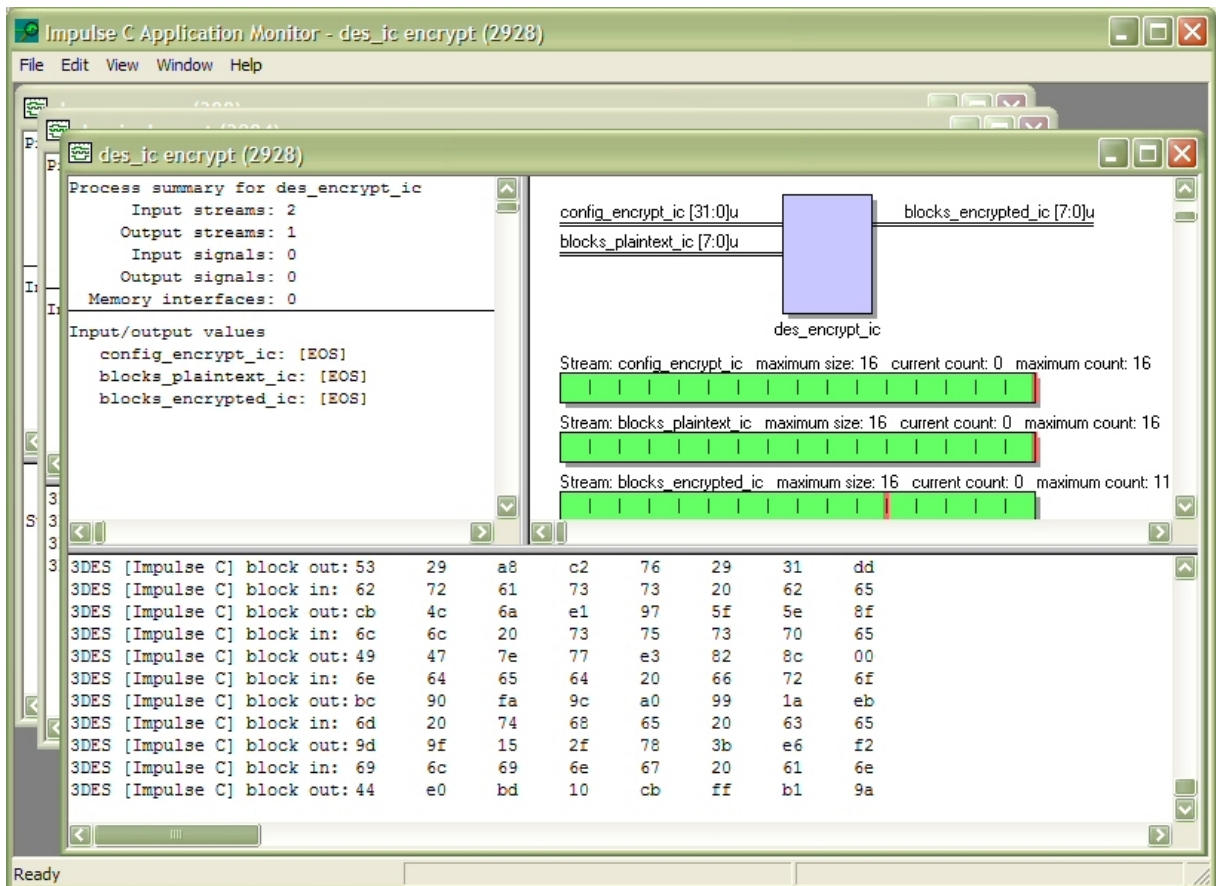 Impulse C Application Monitor - des_ic encrypt (2928)
File Edit View Window Help
des_ic encrypt (2928)
Process summary for des_encrypt_ic
Input streams: 2
Output streams: 1
Input signals: 0
Output signals: 0
Memory interfaces: 0
Input/output values
config_encrypt_ic: [EOS]
blocks_plaintext_ic: [EOS]
blocks_encrypted_ic: [EOS]
config_encrypt_ic [31:0]u
blocks_plaintext_ic [7:0]u
blocks_encrypted_ic [7:0]u
des_encrypt_ic
Stream: config_encrypt_ic maximum size: 16 current count: 0 maximum count: 16
Stream: blocks_plaintext_ic maximum size: 16 current count: 0 maximum count: 16
Stream: blocks_encrypted_ic maximum size: 16 current count: 0 maximum count: 11
3DES [Impulse C] block out: 53 29 a8 c2 76 29 31 dd
3DES [Impulse C] block in: 62 72 61 73 73 20 62 65
3DES [Impulse C] block out: cb 4c 6a e1 97 5f 5e 8f
3DES [Impulse C] block in: 6c 6c 20 73 75 73 70 65
3DES [Impulse C] block out: 49 47 7e 77 e3 82 8c 00
3DES [Impulse C] block in: 6e 64 65 64 20 66 72 6f
3DES [Impulse C] block out: bc 90 fa 9c a0 99 1a eb
3DES [Impulse C] block in: 6d 20 74 68 65 20 63 65
3DES [Impulse C] block out: 9d 9f 15 2f 78 3b e6 f2
3DES [Impulse C] block in: 69 6c 69 6e 67 20 61 6e
3DES [Impulse C] block out: 44 e0 bd 10 cb ff b1 9a
Ready